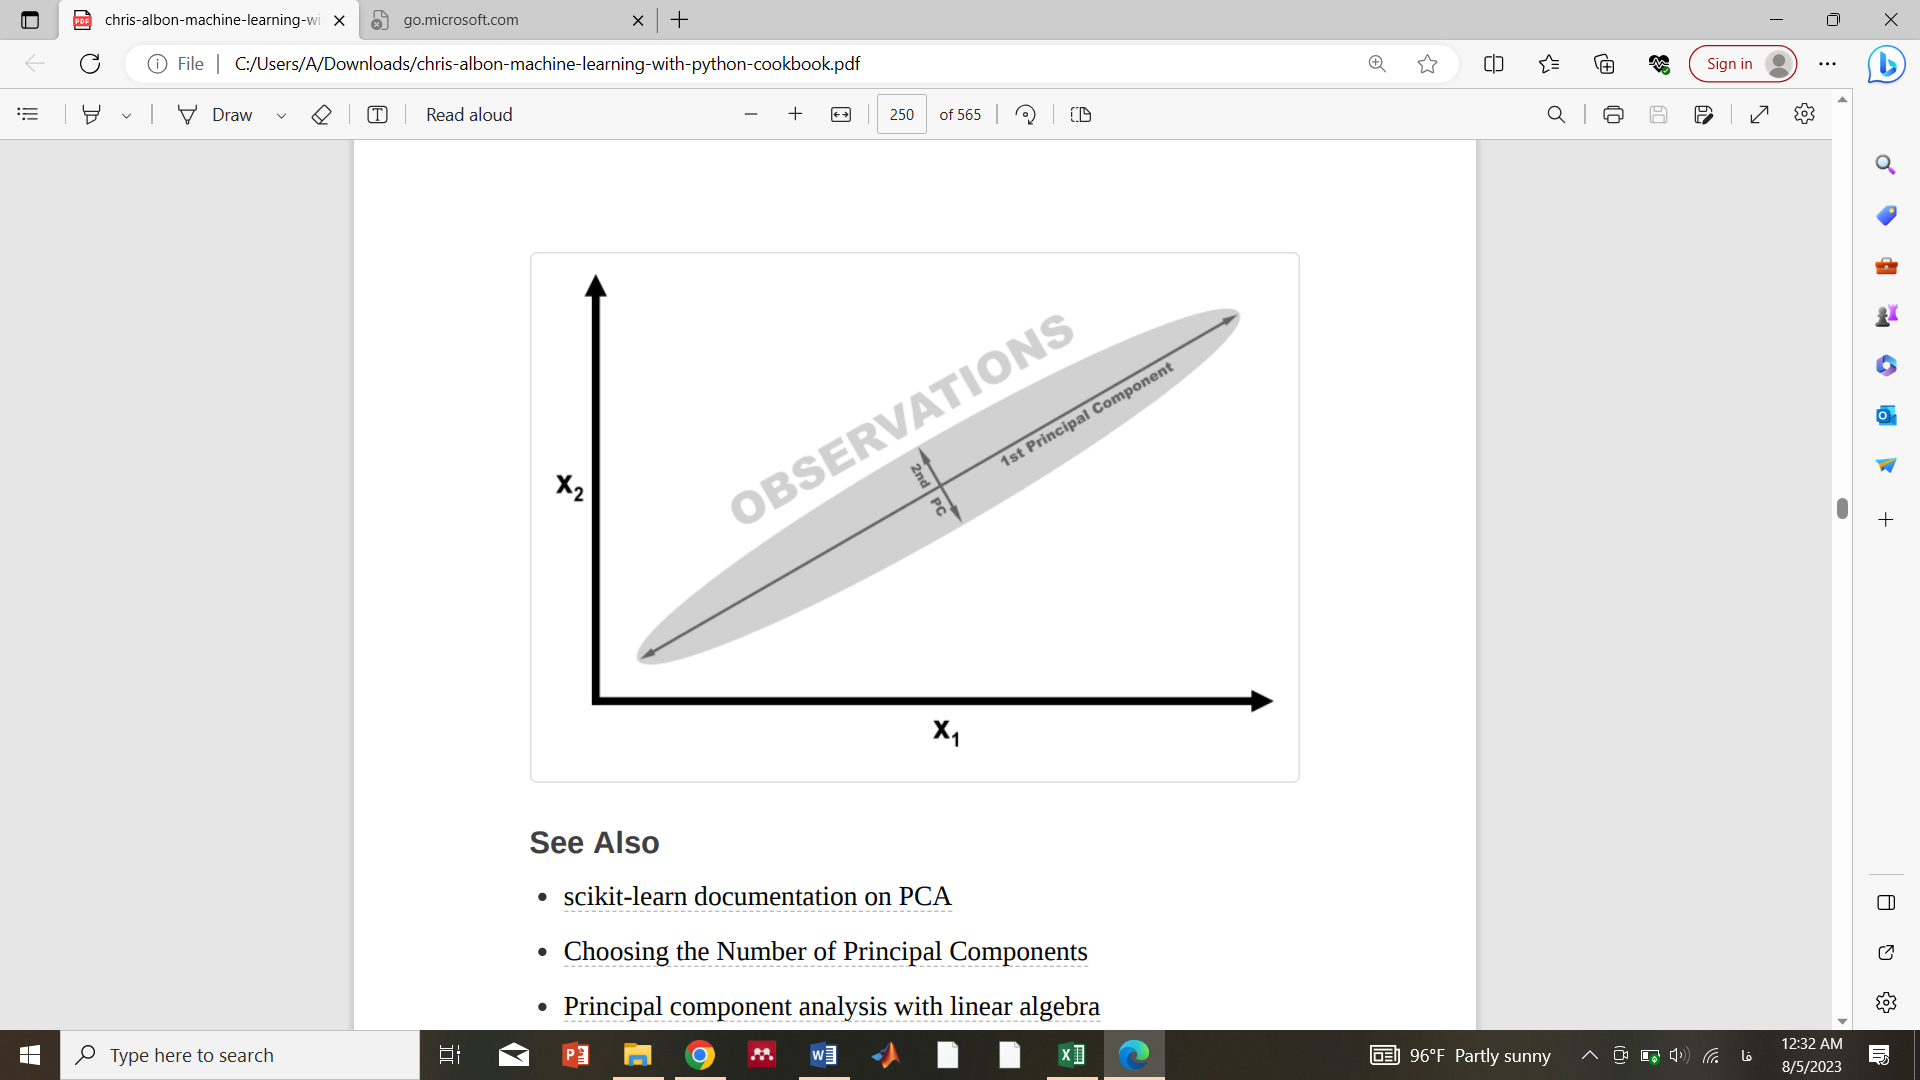 chris-albon-machine-learning-wi
go.microsoft.com
File
C:/Users/A/Downloads/chris-albon-machine-learning-with-python-cookbook.pdf
Sign in
Draw
Read aloud
250 of 565
OBSERVATIONS
1st Principal Component
2nd PC
X2
X1
See Also
• scikit-learn documentation on PCA
• Choosing the Number of Principal Components
• Principal component analysis with linear algebra
Type here to search
96°F Partly sunny
فا
12:32 AM
8/5/2023